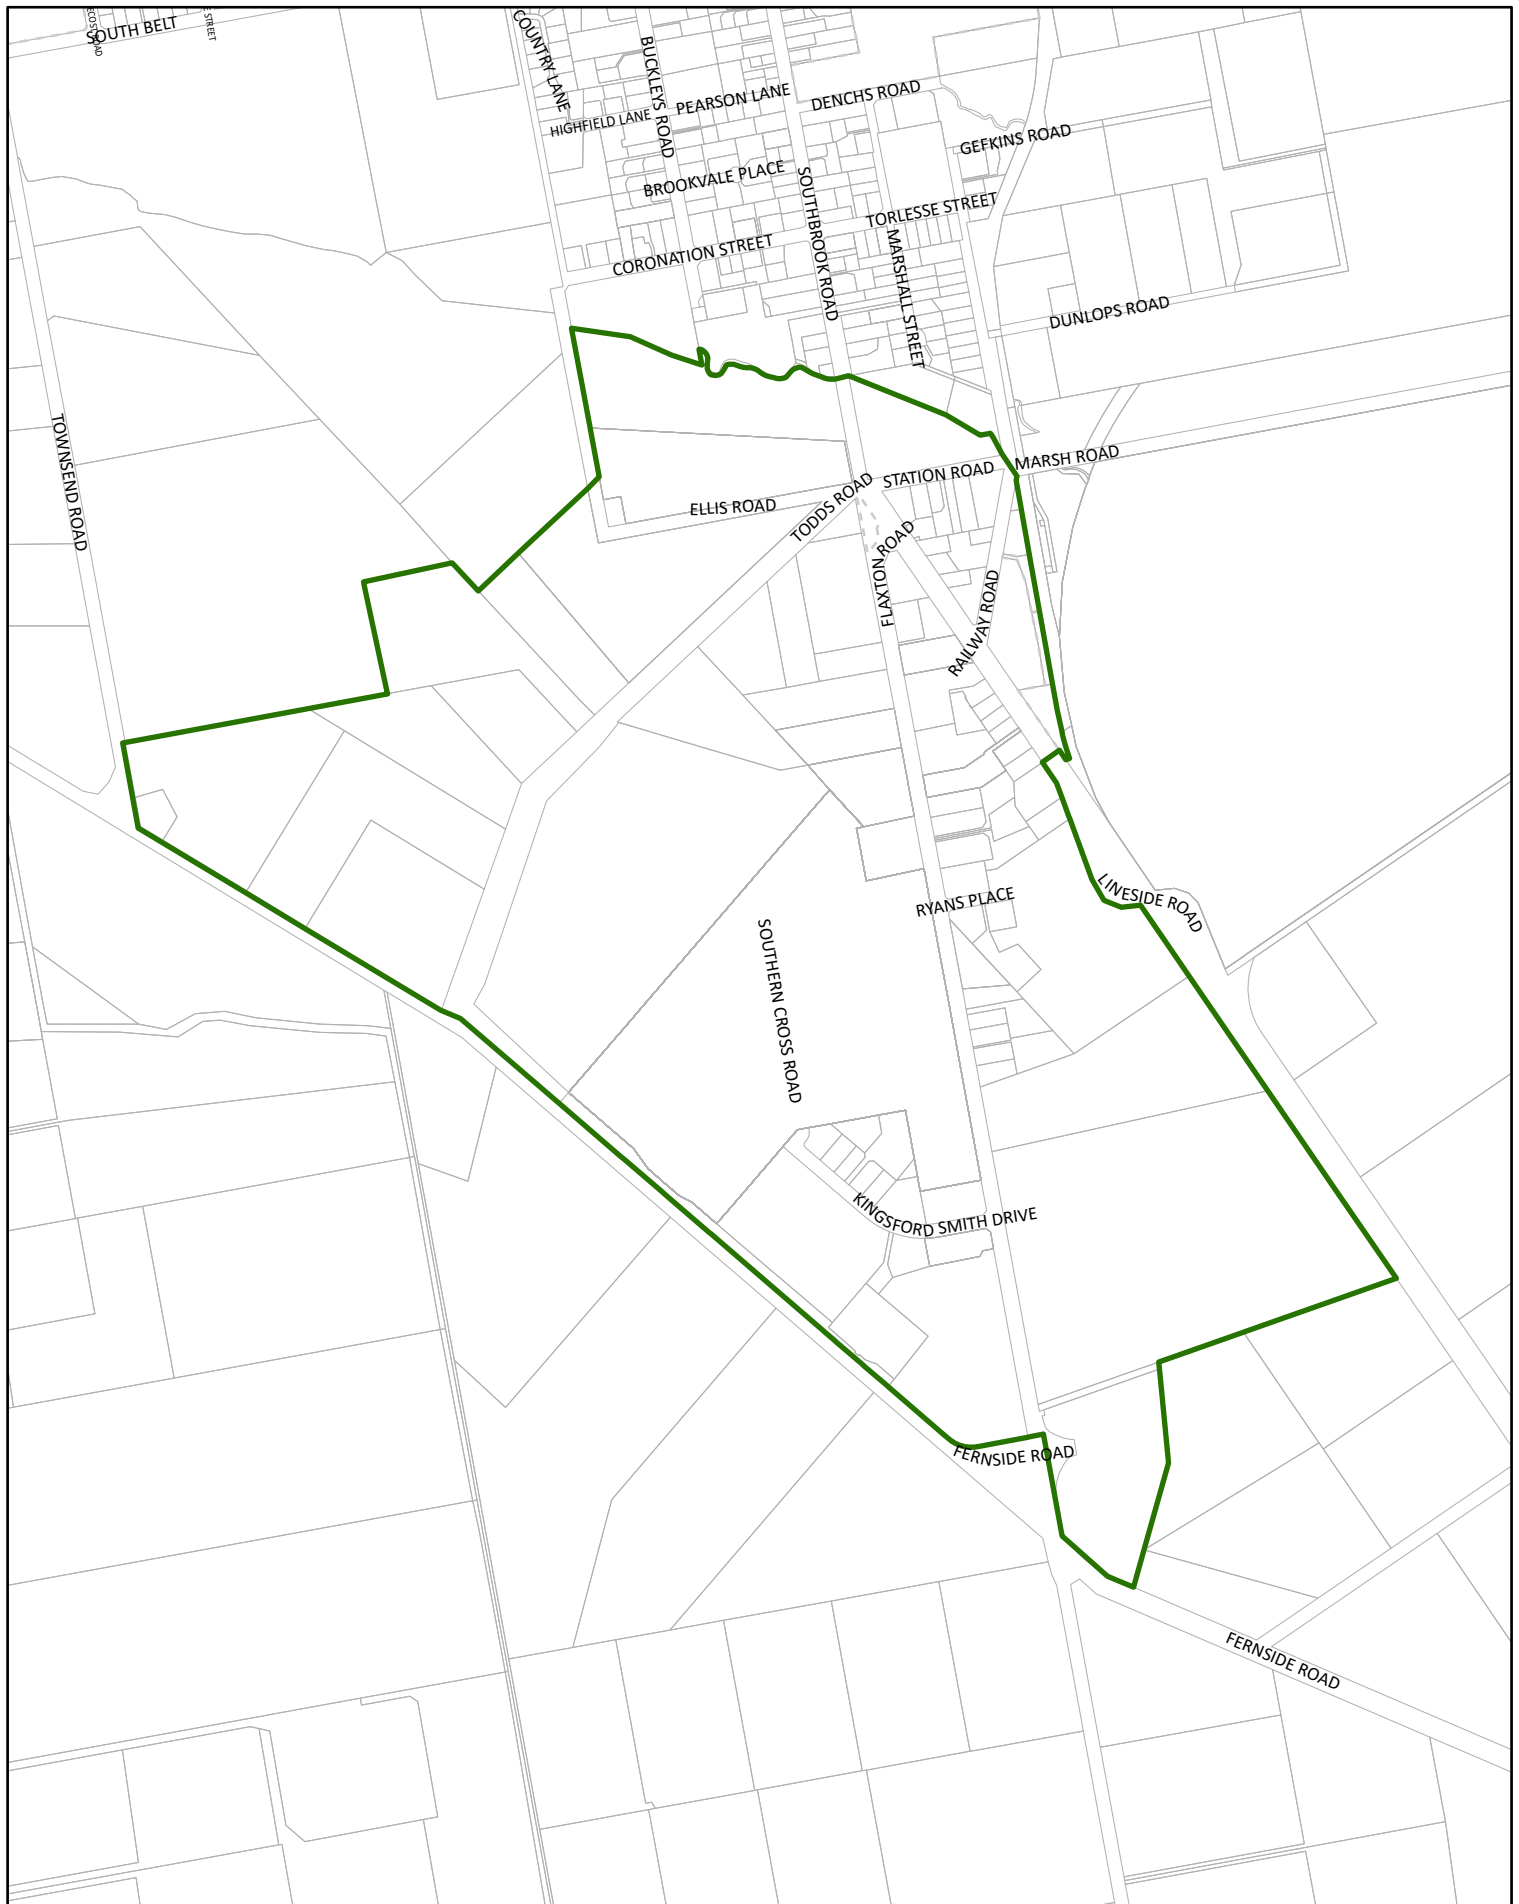 SOUTH BELT
COUNTRY LANE
BUCKLEYS ROAD
PEARSON LANE
DENCHS ROAD
HIGHFIELD LANE
GEFKINS ROAD
BROOKVALE PLACE
SOUTHBROOK ROAD
TORLESSE STREET
CORONATION STREET
MARSHALL STREET
DUNLOPS ROAD
TOWNSEND ROAD
MARSH ROAD
STATION ROAD
ELLIS ROAD
TODDS ROAD
ROAD
FLAXTON
RAILWAY ROAD
LINESIDE ROAD
RYANS PLACE
SOUTHERN CROSS ROAD
KINGSFORD SMITH DRIVE
FERNSIDE ROAD
FERNSIDE ROAD